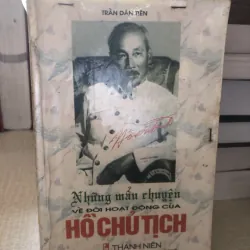 TRẦN DÂN TIÊN
Những mẩu chuyện
VỀ ĐỜI HOẠT ĐỘNG CỦA
HỒ CHỦ TỊCH
THANH NIÊN